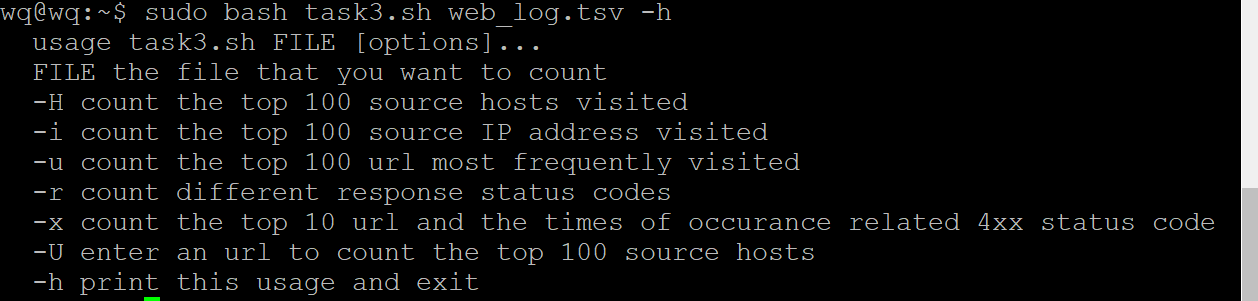 wq@wq:~$ sudo bash task3.sh web_log.tsv -h
usage task3.sh FILE [options]...
FILE the file that you want to count
-H count the top 100 source hosts visited
-i count the top 100 source IP address visited
-u count the top 100 url most frequently visited
-r count different response status codes
-x count the top 10 url and the times of occurance related 4xx status code
-U enter an url to count the top 100 source hosts
-h print this usage and exit